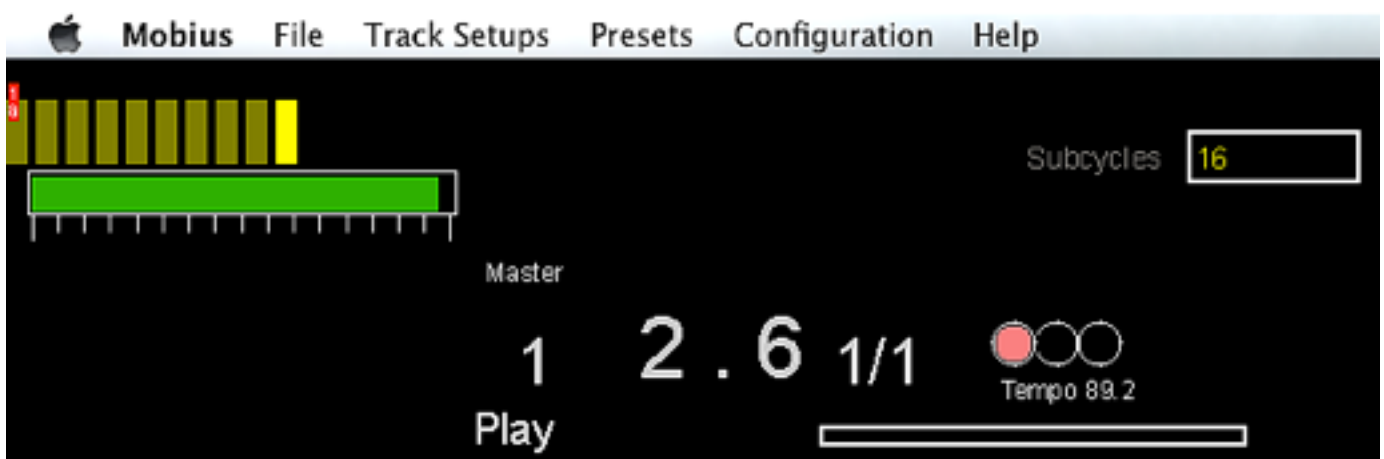 Mobius File Track Setups Presets Configuration Help
Subcycles 16
Master
1 2 . 6 1/1
Tempo 89.2
Play